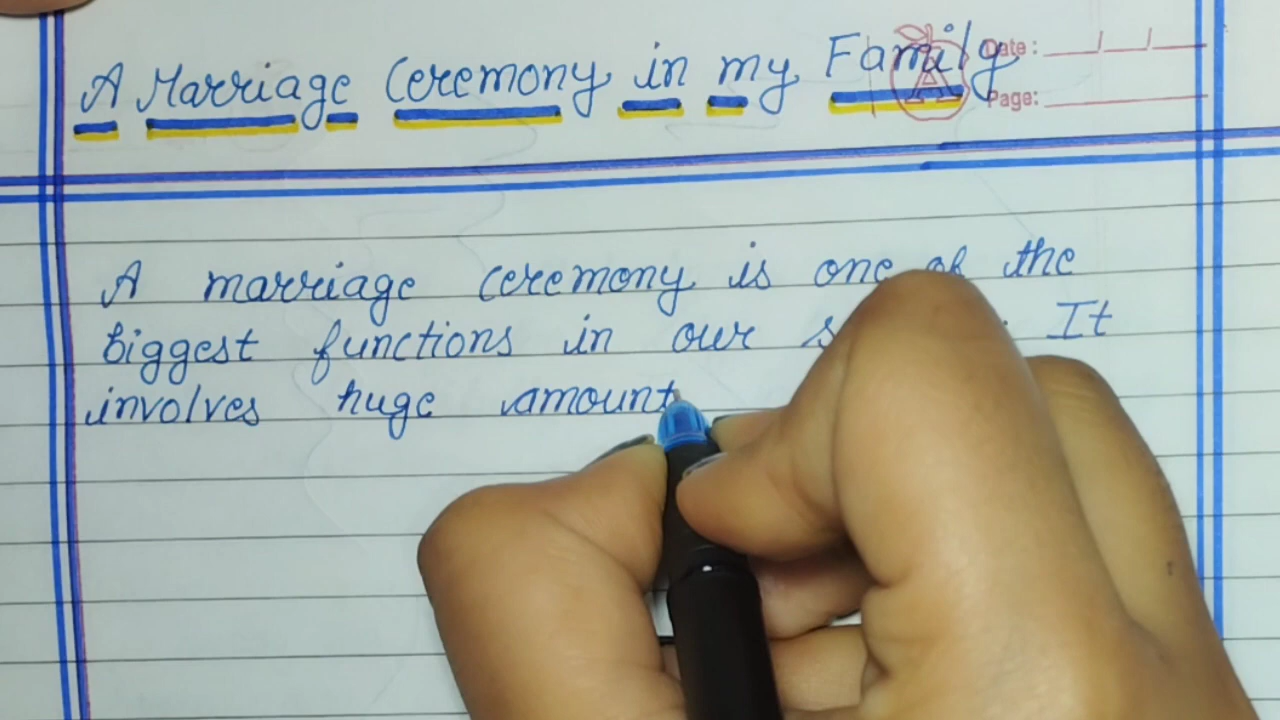 A Marriage Ceremony in my Family
Date :
Page:
A marriage ceremony is one of the
biggest functions in our It
involves huge amount